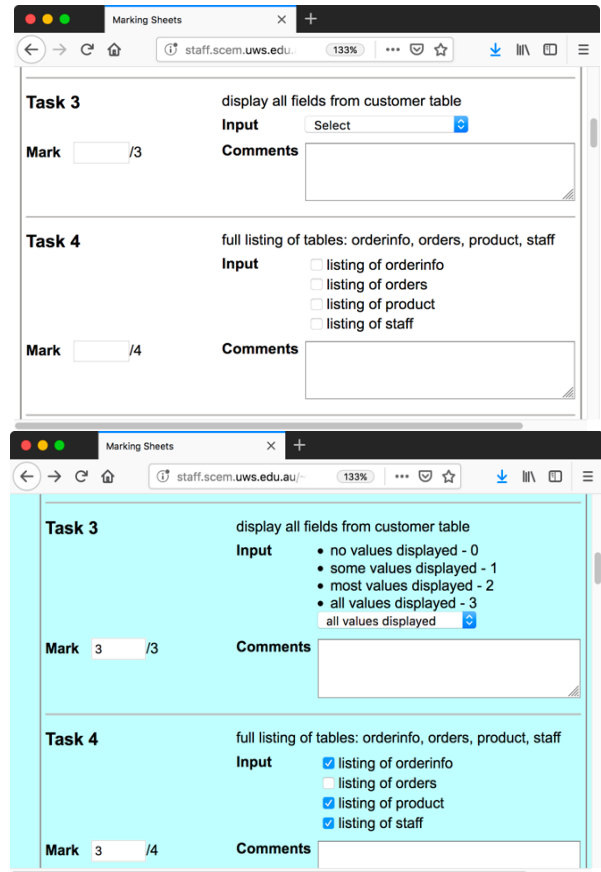 Marking Sheets
staff.scem.uws.edu. 133%
Task 3 display all fields from customer table
Input Select
Mark /3 Comments
Task 4 full listing of tables: orderinfo, orders, product, staff
Input listing of orderinfo
listing of orders
listing of product
listing of staff
Mark /4 Comments
Marking Sheets
staff.scem.uws.edu.au/ 133%
Task 3 display all fields from customer table
Input • no values displayed - 0
• some values displayed - 1
• most values displayed - 2
• all values displayed - 3
all values displayed
Mark 3 /3 Comments
Task 4 full listing of tables: orderinfo, orders, product, staff
Input listing of orderinfo
listing of orders
listing of product
listing of staff
Mark 3 /4 Comments